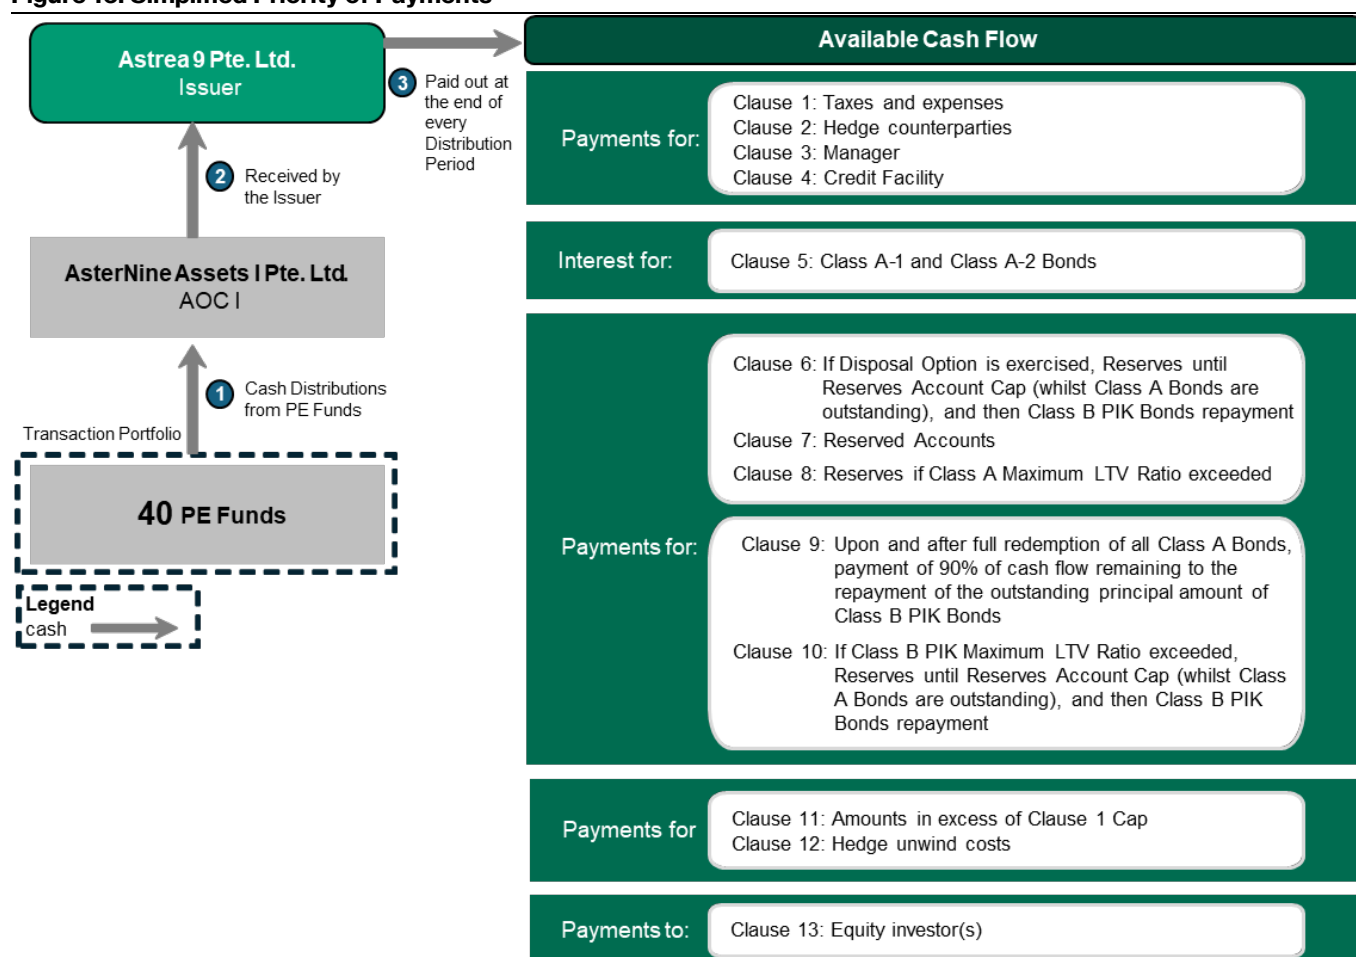 Figure 13: Simplified Priority of Payments
Astrea 9 Pte. Ltd.
Issuer
3
Paid out at
the end of
every
Distribution
Period
2
Received by
the Issuer
AsterNine Assets I Pte. Ltd.
AOC I
1
Cash Distributions
from PE Funds
Transaction Portfolio
40 PE Funds
Legend
cash
Available Cash Flow
Payments for:
Clause 1: Taxes and expenses
Clause 2: Hedge counterparties
Clause 3: Manager
Clause 4: Credit Facility
Interest for:
Clause 5: Class A-1 and Class A-2 Bonds
Payments for:
Clause 6: If Disposal Option is exercised, Reserves until
Reserves Account Cap (whilst Class A Bonds are
outstanding), and then Class B PIK Bonds repayment
Clause 7: Reserved Accounts
Clause 8: Reserves if Class A Maximum LTV Ratio exceeded
Clause 9: Upon and after full redemption of all Class A Bonds,
payment of 90% of cash flow remaining to the
repayment of the outstanding principal amount of
Class B PIK Bonds
Clause 10: If Class B PIK Maximum LTV Ratio exceeded,
Reserves until Reserves Account Cap (whilst Class
A Bonds are outstanding), and then Class B PIK
Bonds repayment
Payments for
Clause 11: Amounts in excess of Clause 1 Cap
Clause 12: Hedge unwind costs
Payments to:
Clause 13: Equity investor(s)